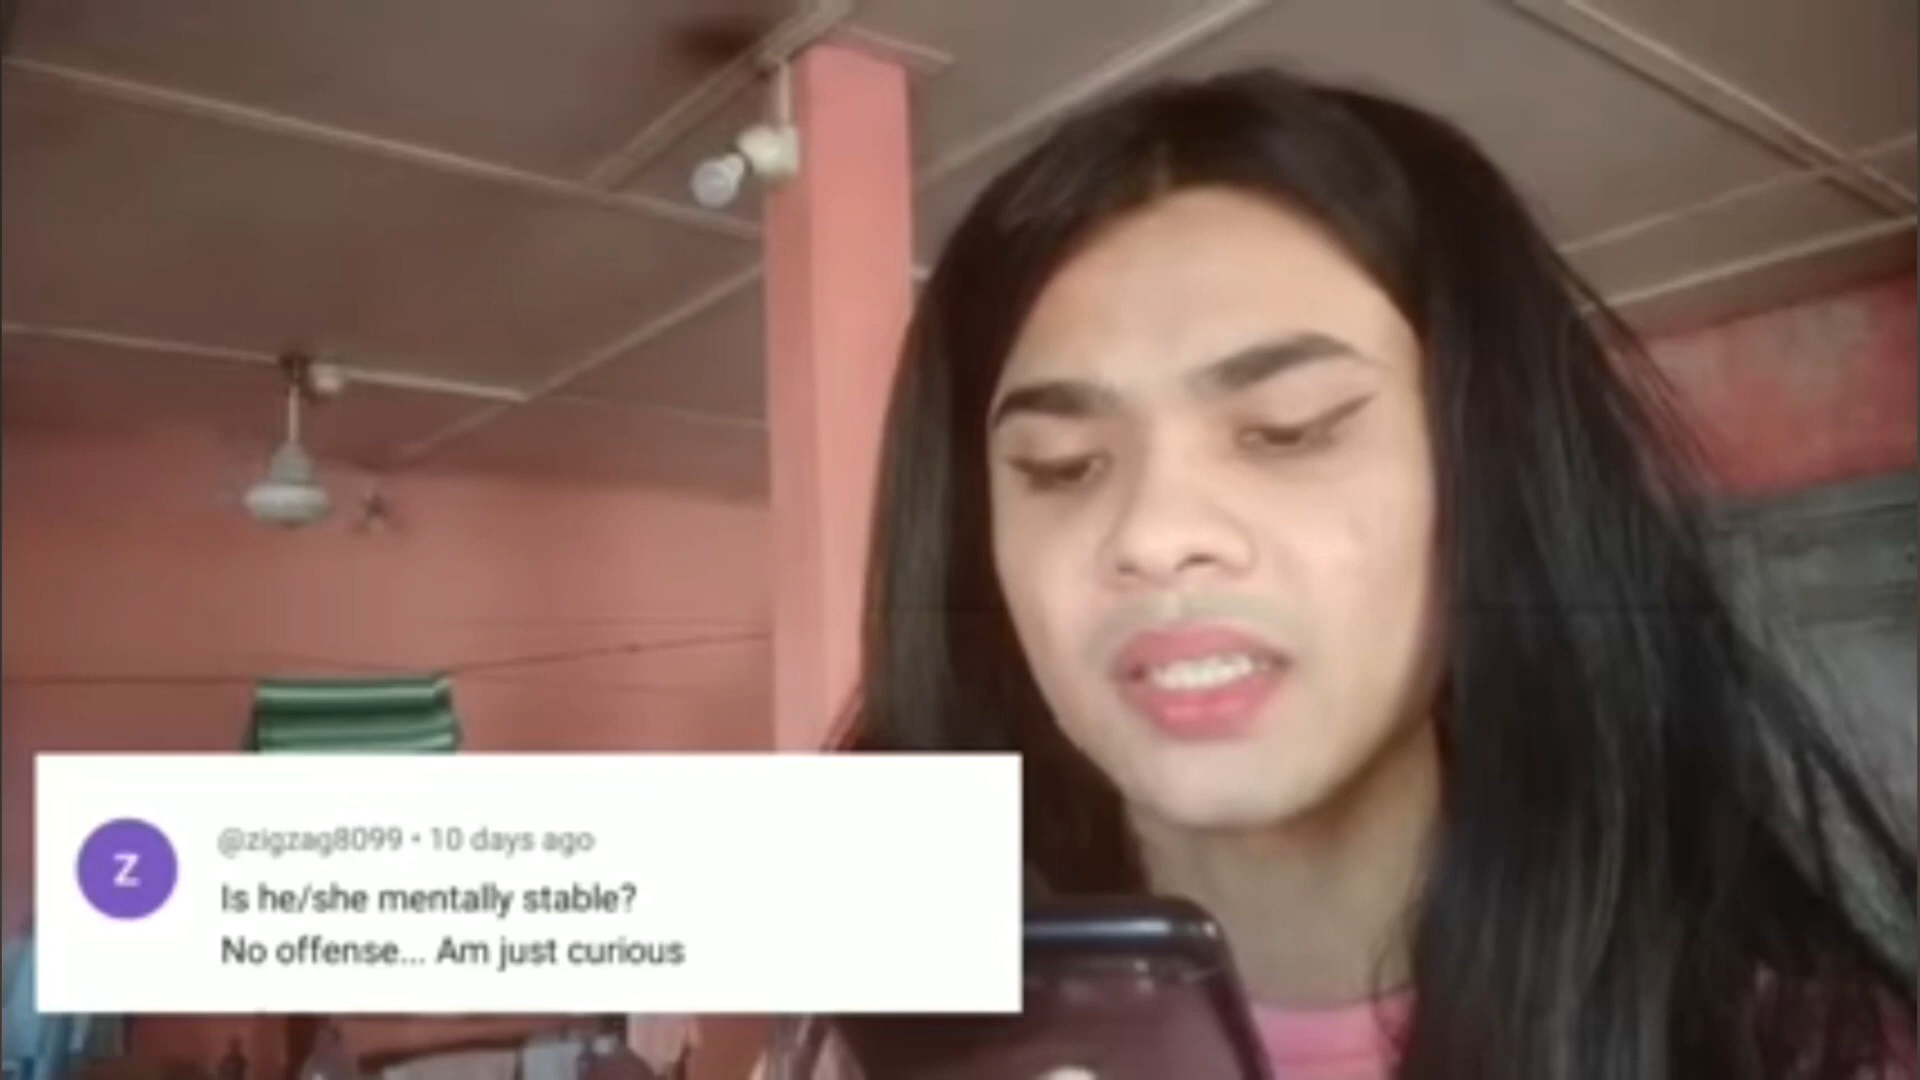 Z
@zigzag8099 • 10 days ago
Is he/she mentally stable?
No offense... Am just curious